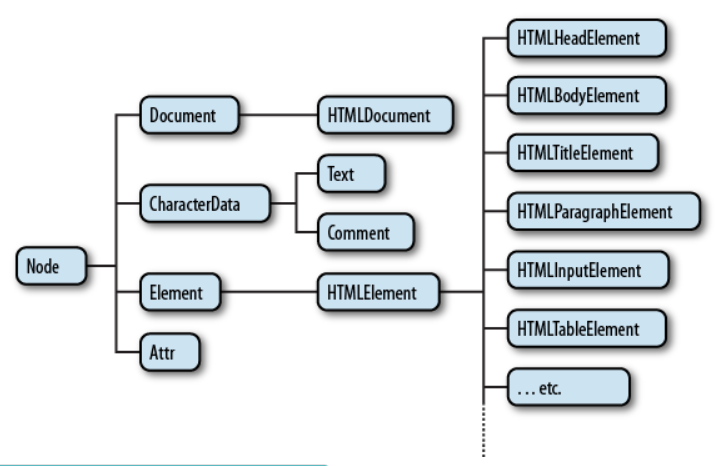 HTMLHeadElement
HTMLBodyElement
Document
HTMLDocument
HTMLTitleElement
Text
CharacterData
HTMLParagraphElement
Comment
Node
HTMLInputElement
Element
HTMLElement
HTMLTableElement
Attr
. . . etc.